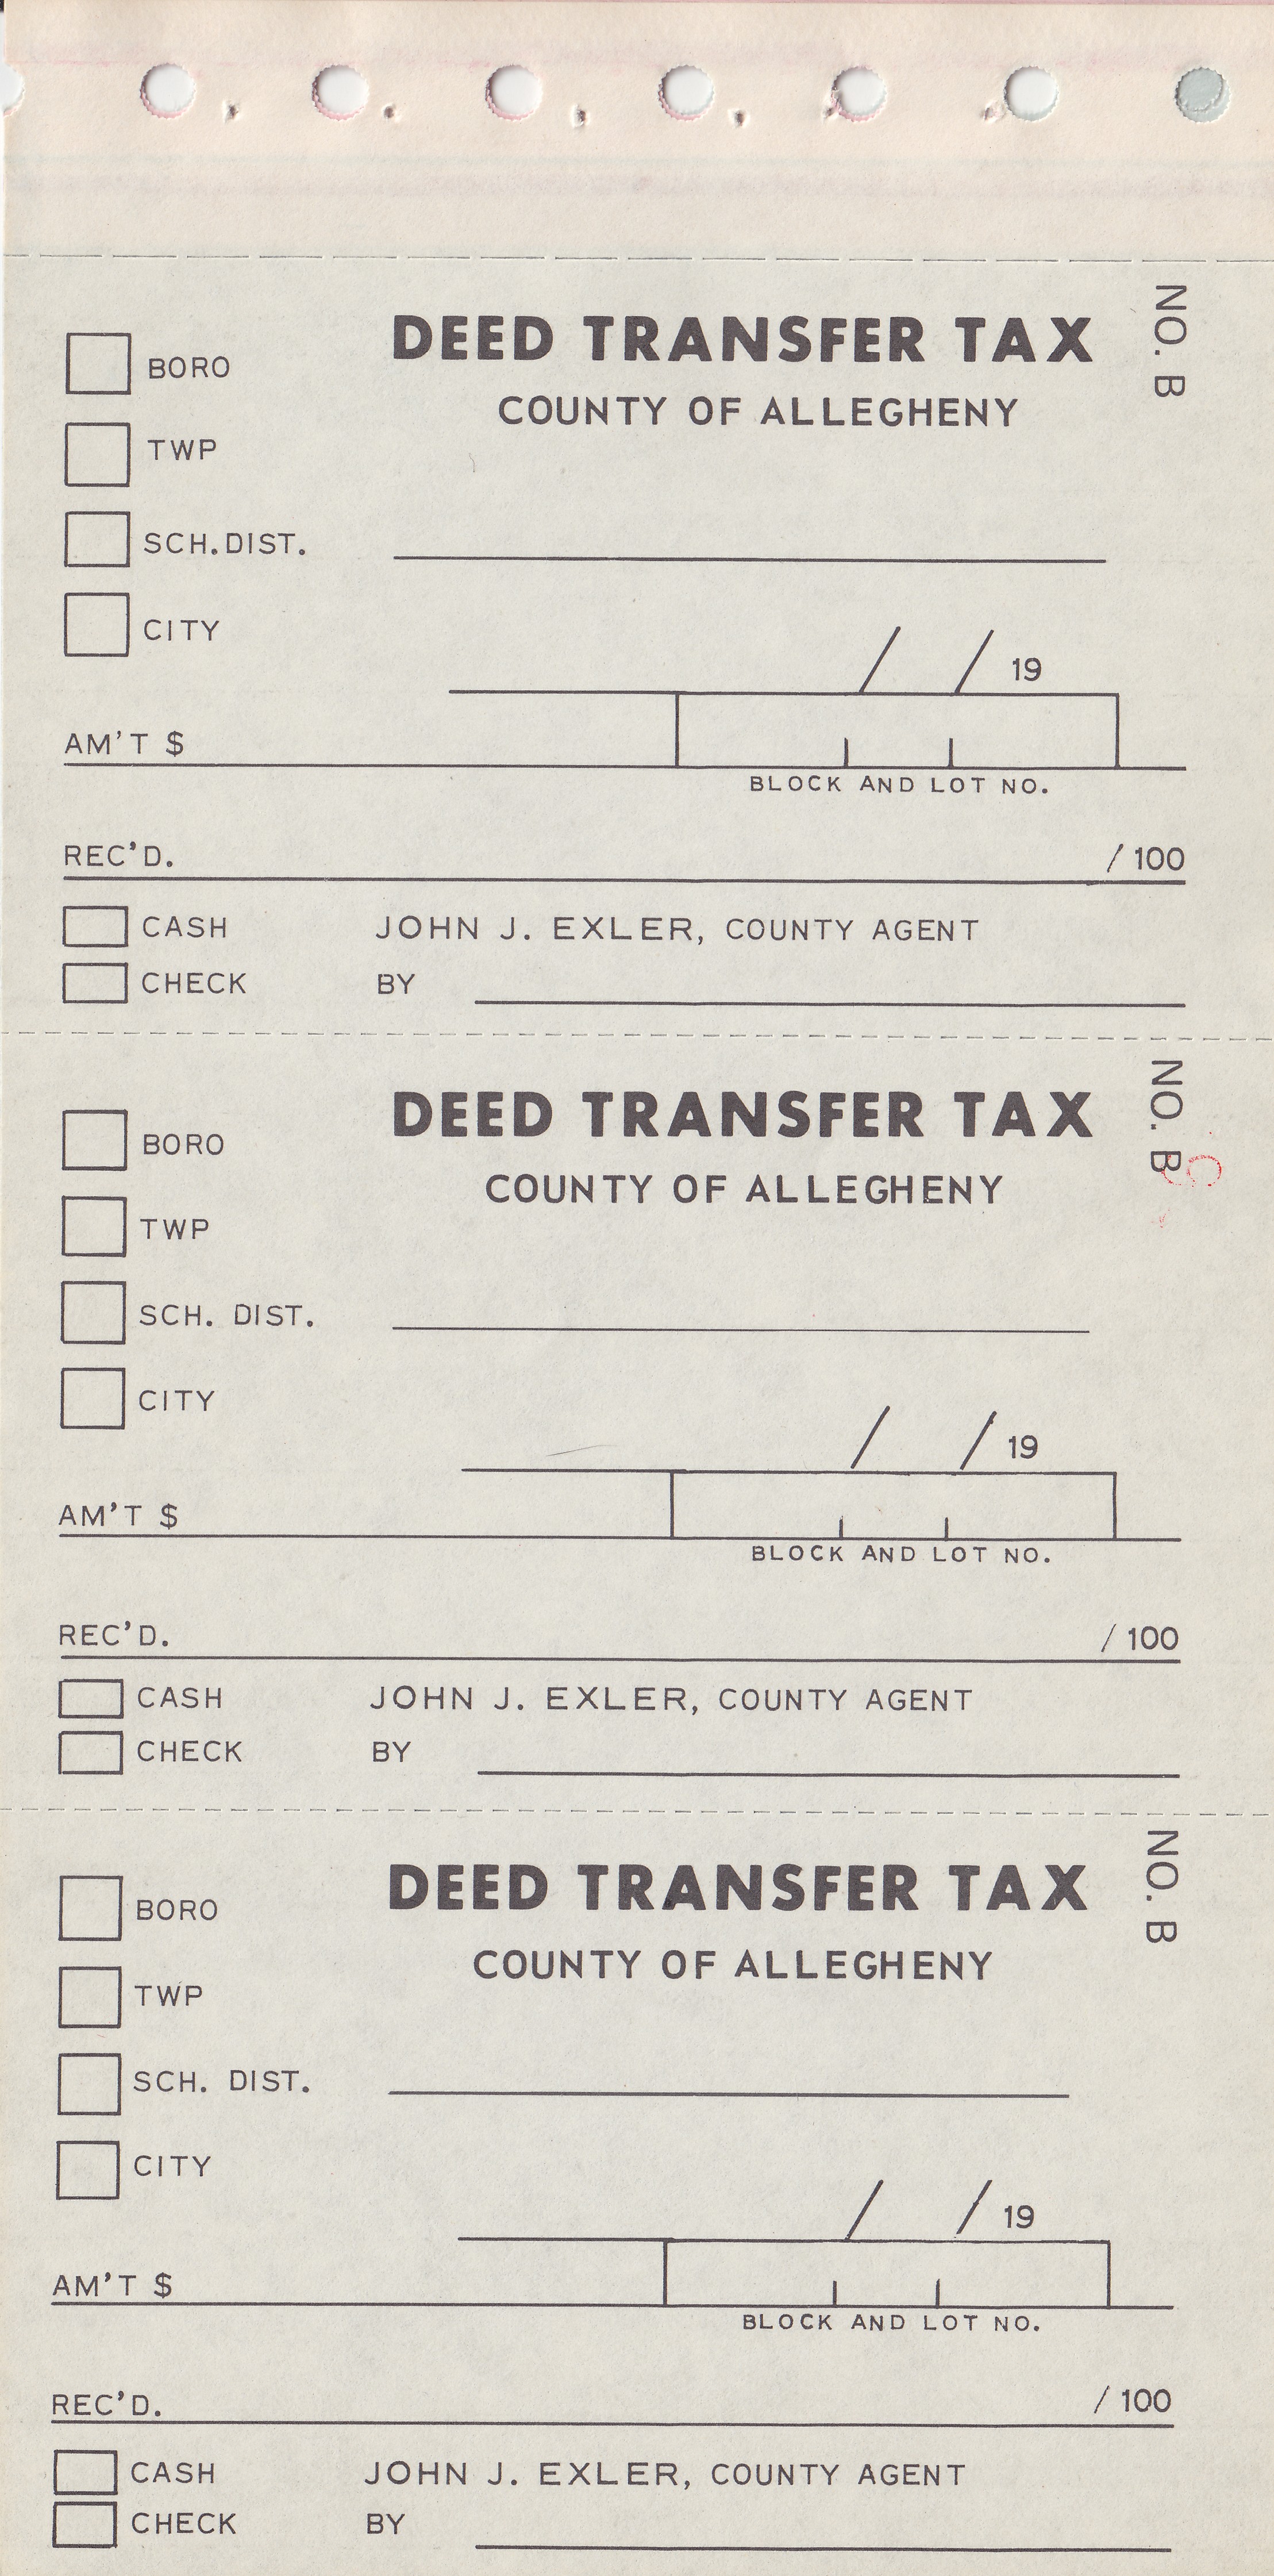 DEED TRANSFER TAX
NO. B
COUNTY OF ALLEGHENY
BORO
TWP
SCH.DIST.
CITY
/ / 19
AM'T $
BLOCK AND LOT NO.
REC'D. / 100
CASH JOHN J. EXLER, COUNTY AGENT
CHECK BY
DEED TRANSFER TAX
NO. B
COUNTY OF ALLEGHENY
BORO
TWP
SCH. DIST.
CITY
/ / 19
AM'T $
BLOCK AND LOT NO.
REC'D. / 100
CASH JOHN J. EXLER, COUNTY AGENT
CHECK BY
DEED TRANSFER TAX
NO. B
COUNTY OF ALLEGHENY
BORO
TWP
SCH. DIST.
CITY
/ / 19
AM'T $
BLOCK AND LOT NO.
REC'D. / 100
CASH JOHN J. EXLER, COUNTY AGENT
CHECK BY